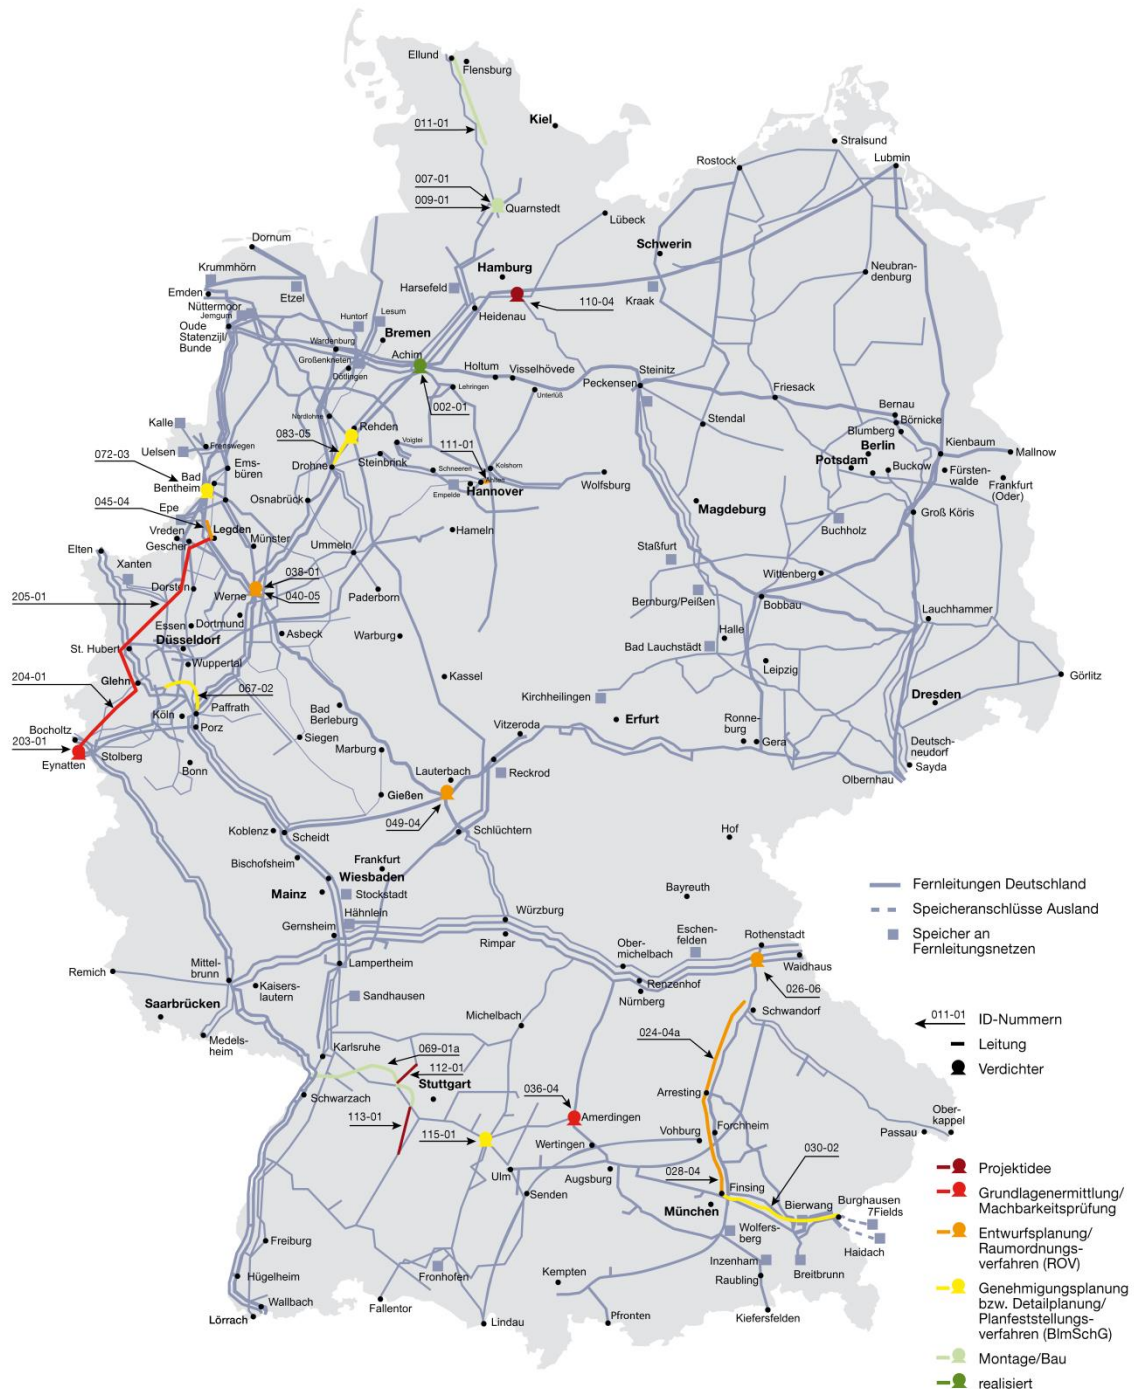 Ellund
Flensburg
011-01
Kiel
Stralsund
Rostock
Lubmin
007-01
009-01
Quarnstedt
Lübeck
Dornum
Schwerin
Krummhörn
Hamburg
Neubran-
denburg
Emden
Etzel
Harsefeld
110-04
Kraak
Nüttermoor
Jemgum
Huntorf
Lesum
Heidenau
Oude
Statenzijl/
Bunde
Bremen
Wardenburg
Achim
Großenkneten
Dötlingen
Holtum
Visselhövede
Steinitz
Peckensen
Lehringen
Unterlüß
Friesack
002-01
Bernau
Börnicke
Kalle
Nordlohne
Rehden
Stendal
Blumberg
083-05
Voigtei
111-01
Berlin
Kienbaum
Uelsen
Frenswegen
Mallnow
072-03
Ems-
büren
Drohne
Steinbrink
Schneeren
Kolshorn
Potsdam
Buckow
Fürsten-
walde
Bad
Bentheim
Ahlten
Hannover
Wolfsburg
Frankfurt
(Oder)
045-04
Osnabrück
Empelde
Magdeburg
Epe
Groß Köris
Vreden
Legden
Hameln
Buchholz
Gescher
Münster
Elten
Ummeln
Staßfurt
Xanten
038-01
Wittenberg
Dorsten
Werne
040-05
Paderborn
Bernburg/Peißen
205-01
Bobbau
Lauchhammer
Essen
Dortmund
Asbeck
Warburg
Halle
Düsseldorf
Bad Lauchstädt
St. Hubert
Wuppertal
Leipzig
Glehn
Kassel
Görlitz
204-01
067-02
Kirchheilingen
Dresden
Paffrath
Bad
Berleburg
Köln
Vitzeroda
Erfurt
Ronne-
burg
Bocholtz
Porz
Siegen
Gera
203-01
Marburg
Deutsch-
neudorf
Eynatten
Stolberg
Bonn
Lauterbach
Reckrod
Sayda
Olbernhau
Gießen
049-04
Koblenz
Scheidt
Schlüchtern
Hof
Bischofsheim
Frankfurt
Wiesbaden
Bayreuth
Mainz
Stockstadt
Hähnlein
Würzburg
Eschen-
felden
Gernsheim
Rothenstadt
Rimpar
Ober-
michelbach
Lampertheim
Waidhaus
Remich
Mittel-
brunn
Kaisers-
lautern
Renzenhof
Nürnberg
026-06
Saarbrücken
Sandhausen
Schwandorf
Michelbach
Medels-
heim
024-04a
Karlsruhe
069-01a
112-01
Stuttgart
036-04
Schwarzach
Arresting
113-01
Amerdingen
Ober-
kappel
Forchheim
Passau
115-01
Wertingen
Vohburg
030-02
Ulm
Augsburg
028-04
Finsing
Senden
Bierwang
Burghausen
7Fields
München
Wolfers-
berg
Freiburg
Haidach
Fronhofen
Inzenham
Breitbrunn
Hügelheim
Kempten
Raubling
Wallbach
Fallentor
Kiefersfelden
Lörrach
Lindau
Pfronten
Fernleitungen Deutschland
Speicheranschlüsse Ausland
Speicher an
Fernleitungsnetzen
011-01
ID-Nummern
Leitung
Verdichter
Projektidee
Grundlagenermittlung/
Machbarkeitsprüfung
Entwurfsplanung/
Raumordnungs-
verfahren (ROV)
Genehmigungsplanung
bzw. Detailplanung/
Planfeststellungs-
verfahren (BImSchG)
Montage/Bau
realisiert